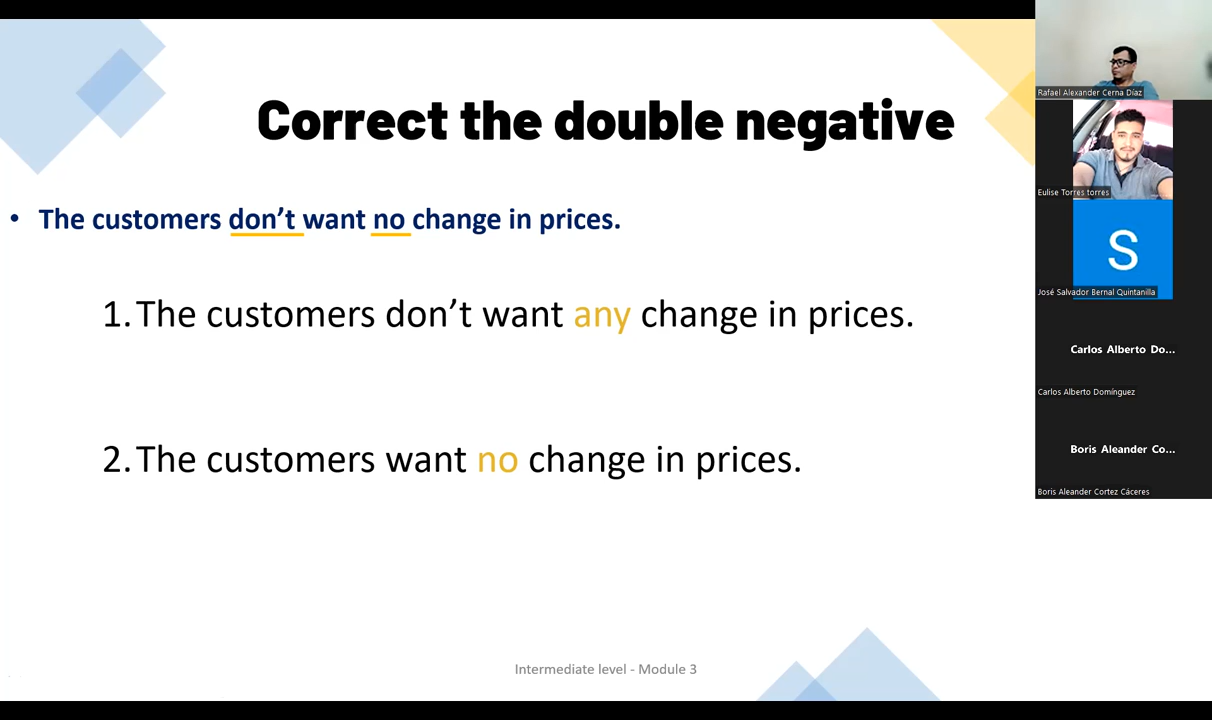 Correct the double negative
• The customers don't want no change in prices.
1. The customers don't want any change in prices.
2. The customers want no change in prices.
Intermediate level - Module 3
Rafael Alexander Cerna Díaz
Eulise Torres torres
S
José Salvador Bernal Quintanilla
Carlos Alberto Do...
Carlos Alberto Domínguez
Boris Aleander Co...
Boris Aleander Cortez Cáceres